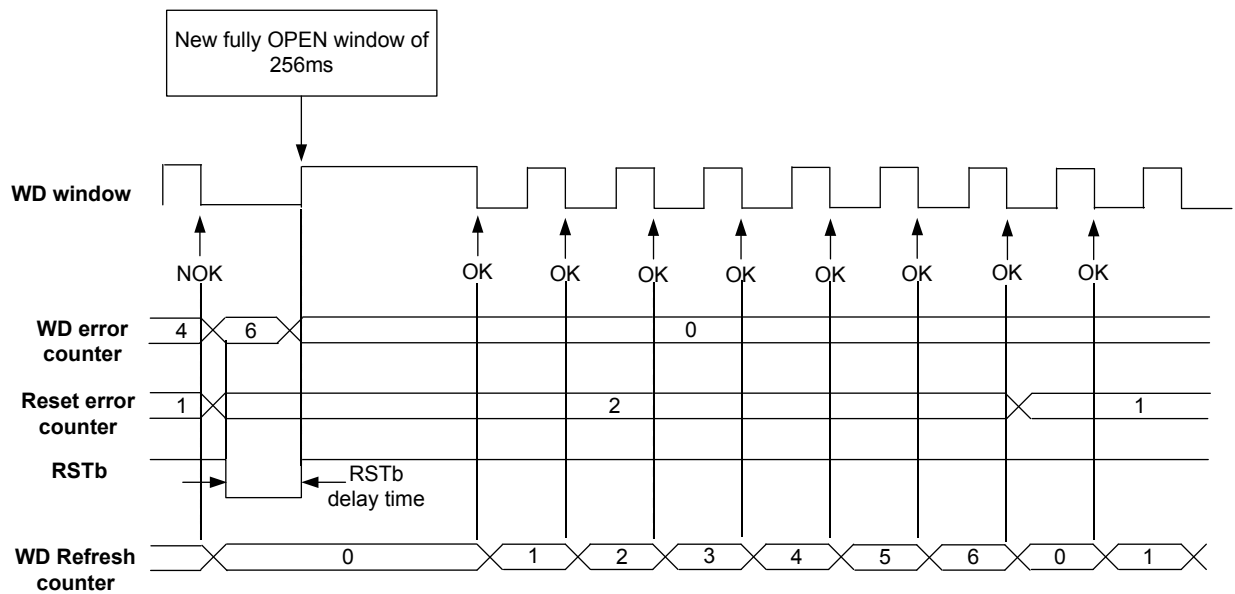 New fully OPEN window of
256ms
WD window
NOK
OK
OK
OK
OK
OK
OK
OK
OK
WD error
counter
4
6
0
Reset error
counter
1
2
1
RSTb
RSTb
delay time
WD Refresh
counter
0
1
2
3
4
5
6
0
1